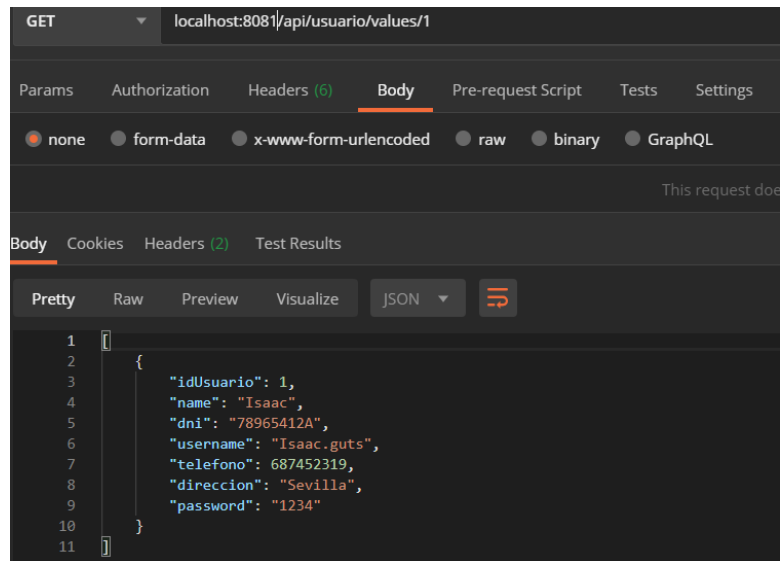 GET localhost:8081/api/usuario/values/1
Params Authorization Headers (6) Body Pre-request Script Tests Settings
none form-data x-www-form-urlencoded raw binary GraphQL
This request doe
Body Cookies Headers (2) Test Results
Pretty Raw Preview Visualize JSON
1 [
2 {
3 "idUsuario": 1,
4 "name": "Isaac",
5 "dni": "78965412A",
6 "username": "Isaac.guts",
7 "telefono": 687452319,
8 "direccion": "Sevilla",
9 "password": "1234"
10 }
11 ]